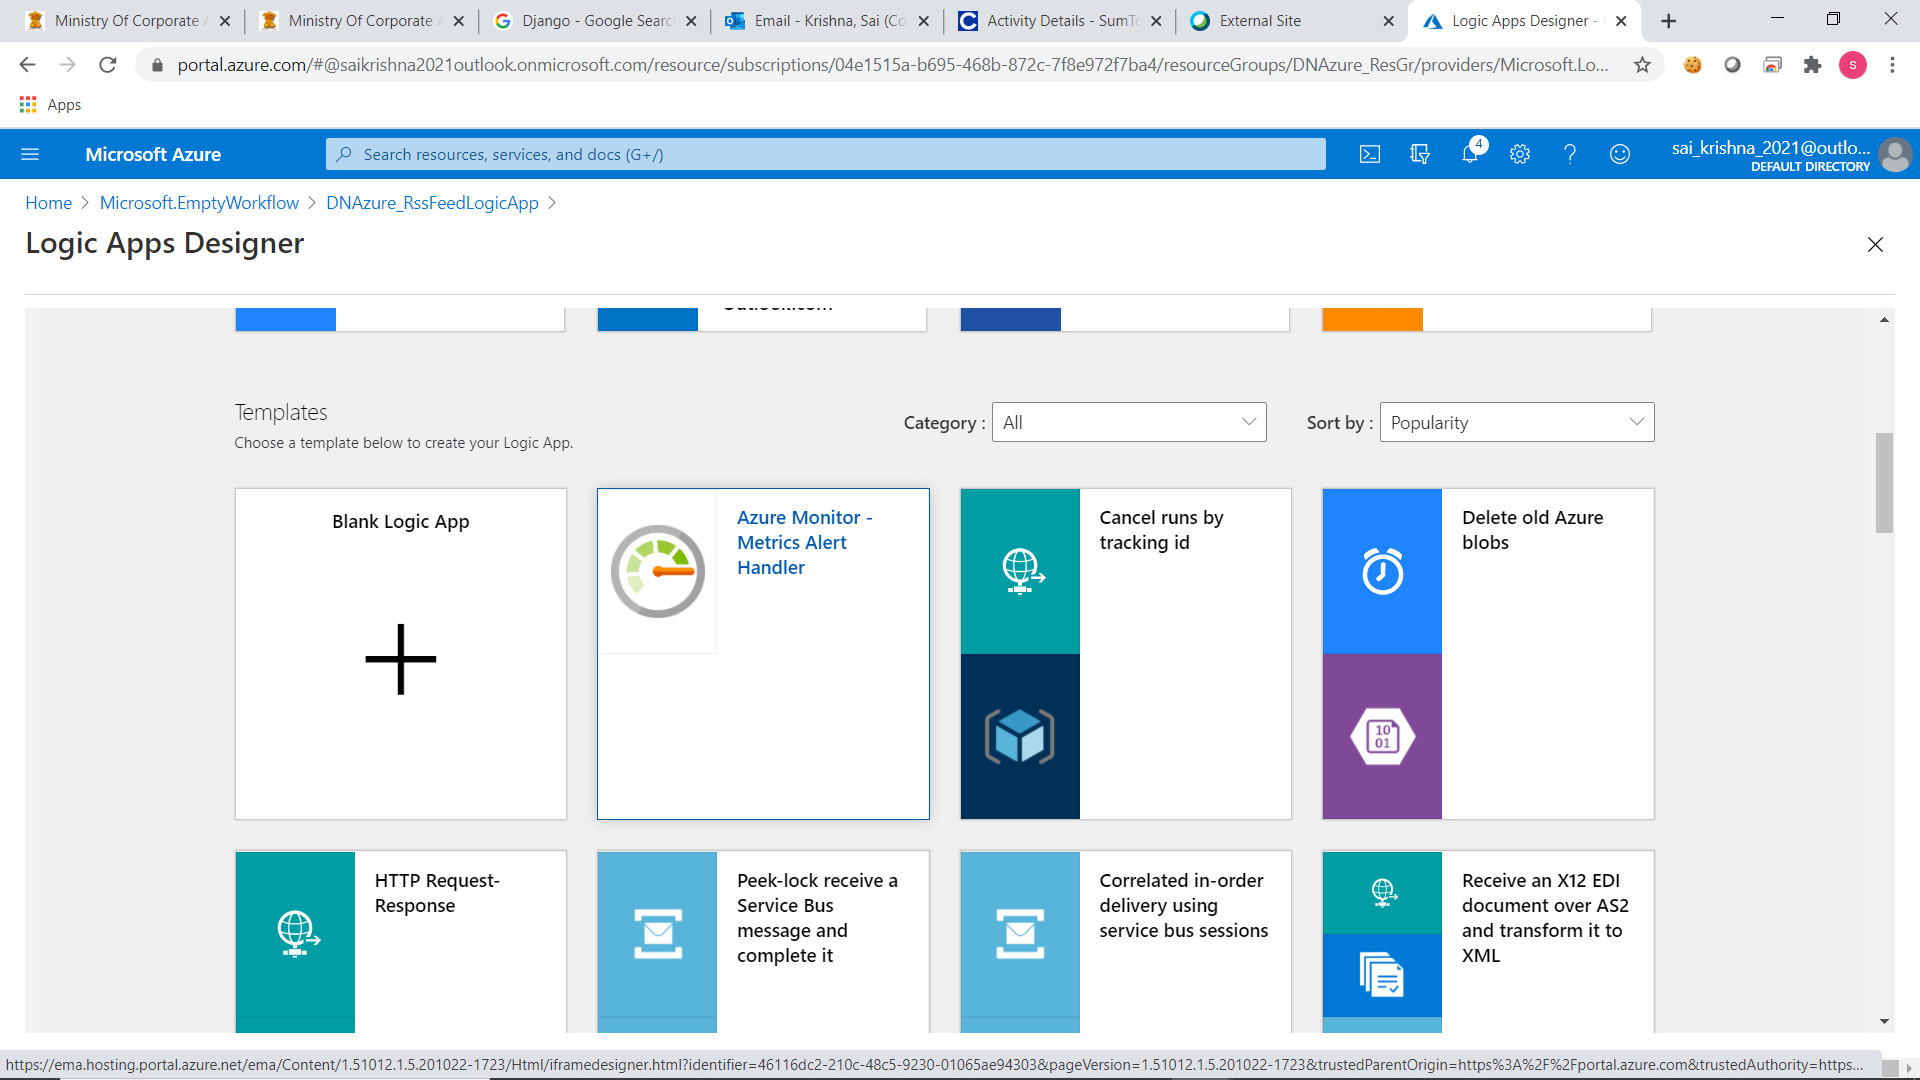 Ministry Of Corporate
Ministry Of Corporate
Django - Google Searc
Email - Krishna, Sai (Co
Activity Details - SumTo
External Site
Logic Apps Designer -
portal.azure.com/#@saikrishna2021outlook.onmicrosoft.com/resource/subscriptions/04e1515a-b695-468b-872c-7f8e972f7ba4/resourceGroups/DNAzure_ResGr/providers/Microsoft.Lo...
S
Apps
Microsoft Azure
Search resources, services, and docs (G+/)
4
sai_krishna_2021@outlo...
DEFAULT DIRECTORY
Home > Microsoft.EmptyWorkflow > DNAzure_RssFeedLogicApp >
Logic Apps Designer
Outlook.com
Templates
Choose a template below to create your Logic App.
Category : All
Sort by : Popularity
Blank Logic App
Azure Monitor -
Metrics Alert
Handler
Cancel runs by
tracking id
Delete old Azure
blobs
10
01
HTTP Request-
Response
Peek-lock receive a
Service Bus
message and
complete it
Correlated in-order
delivery using
service bus sessions
Receive an X12 EDI
document over AS2
and transform it to
XML
https://ema.hosting.portal.azure.net/ema/Content/1.51012.1.5.201022-1723/Html/iframedesigner.html?identifier=46116dc2-210c-48c5-9230-01065ae94303&pageVersion=1.51012.1.5.201022-1723&trustedParentOrigin=https%3A%2F%2Fportal.azure.com&trustedAuthority=https...